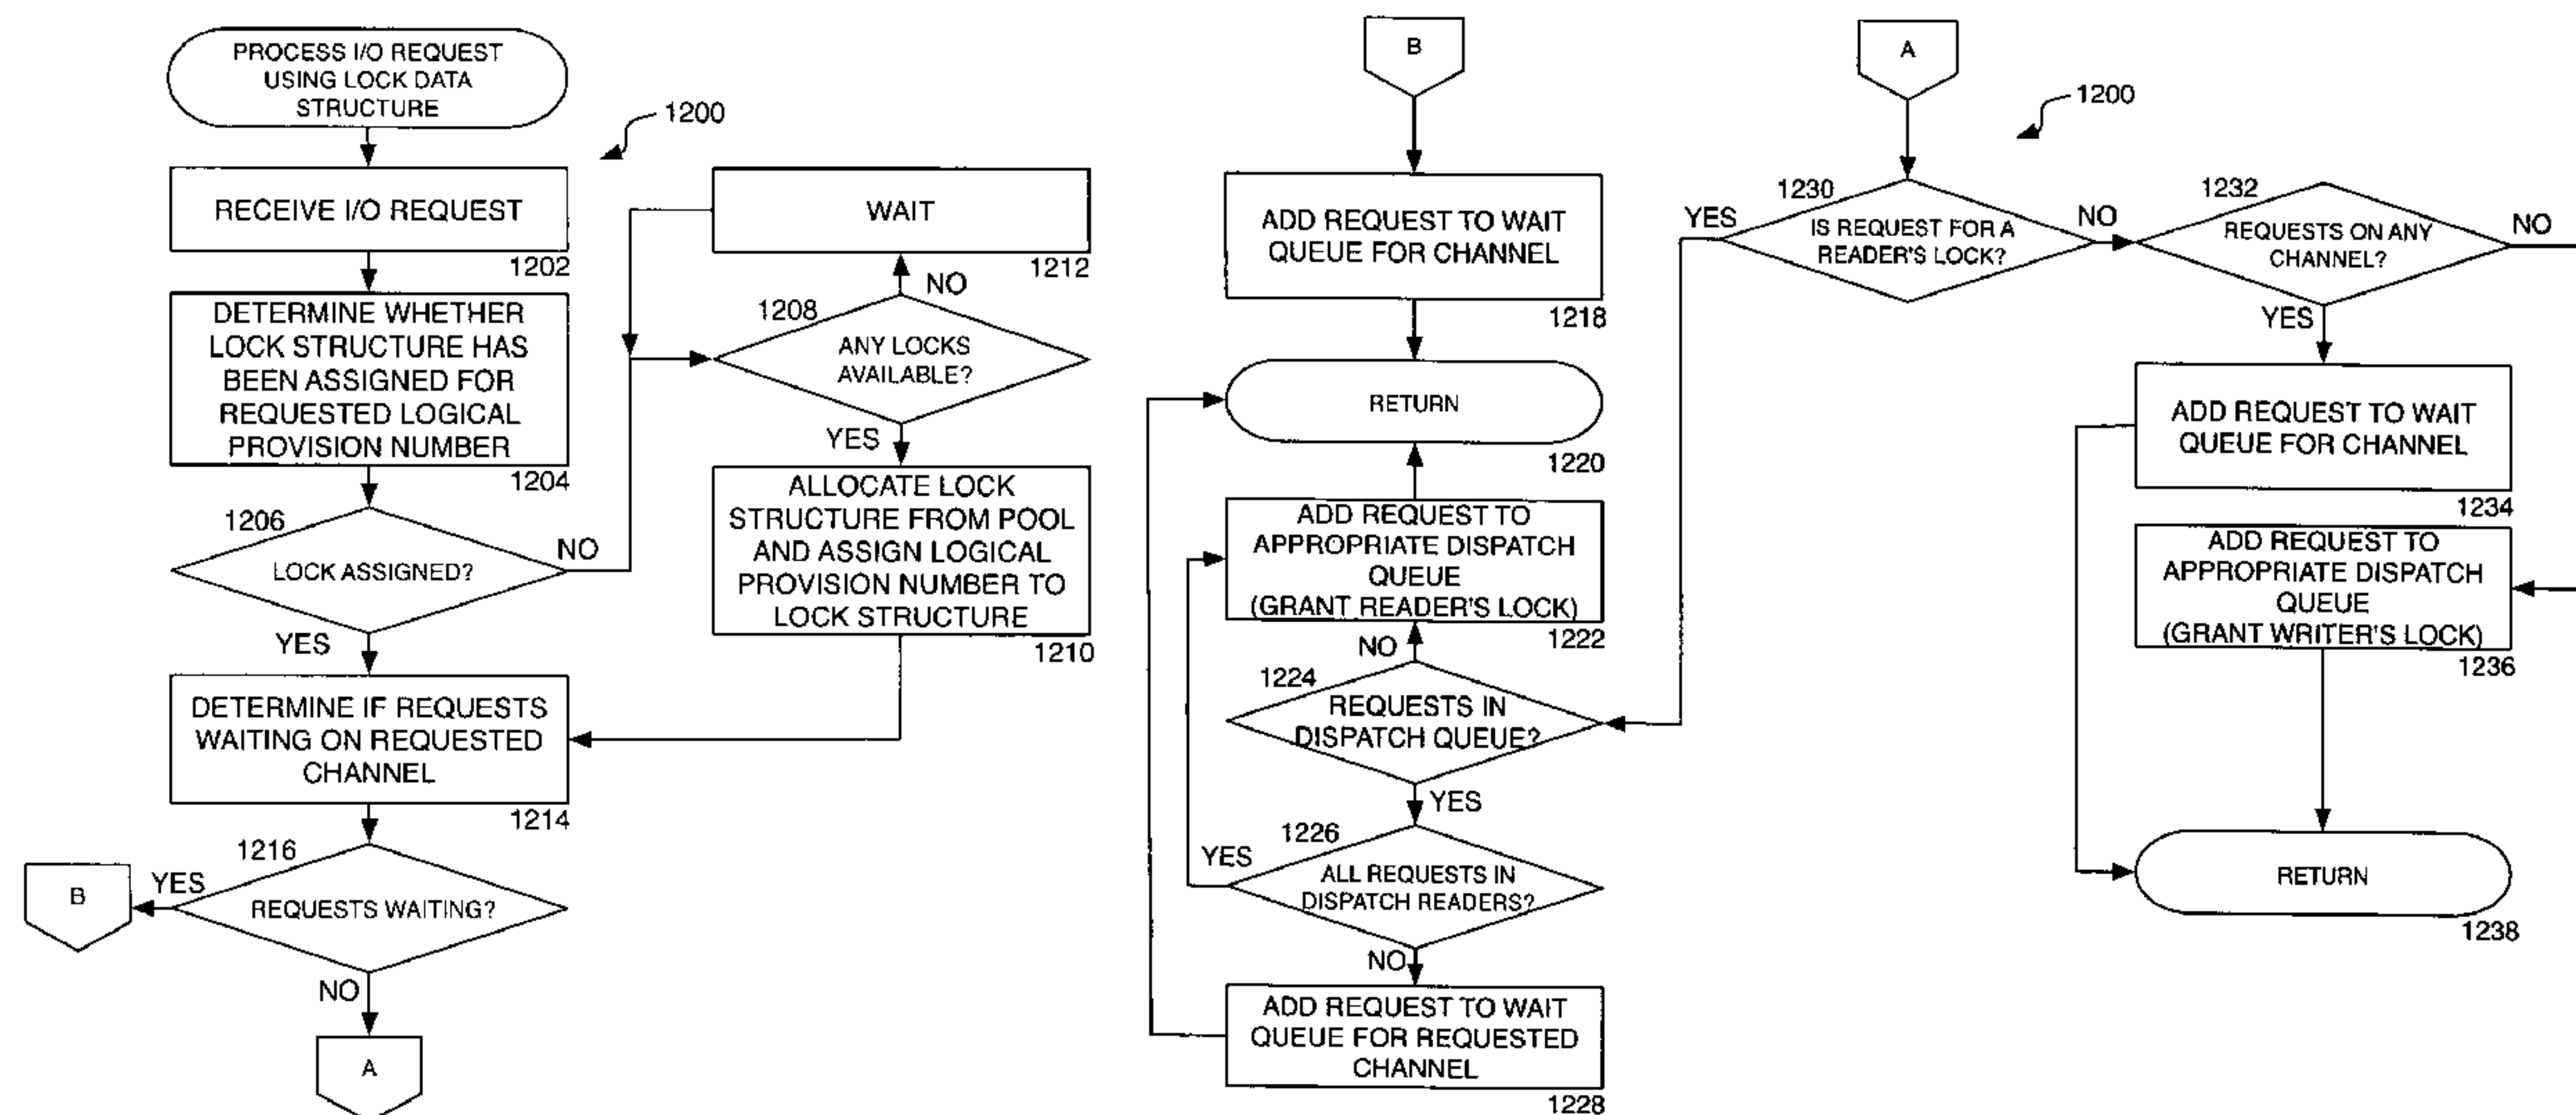 PROCESS I/O REQUEST
USING LOCK DATA
STRUCTURE
1200
RECEIVE I/O REQUEST
1202
DETERMINE WHETHER
LOCK STRUCTURE HAS
BEEN ASSIGNED FOR
REQUESTED LOGICAL
PROVISION NUMBER
1204
1206
LOCK ASSIGNED?
NO
YES
WAIT
1212
NO
1208
ANY LOCKS
AVAILABLE?
YES
ALLOCATE LOCK
STRUCTURE FROM POOL
AND ASSIGN LOGICAL
PROVISION NUMBER TO
LOCK STRUCTURE
1210
DETERMINE IF REQUESTS
WAITING ON REQUESTED
CHANNEL
1214
1216
REQUESTS WAITING?
YES
B
NO
A
B
ADD REQUEST TO WAIT
QUEUE FOR CHANNEL
1218
RETURN
1220
ADD REQUEST TO
APPROPRIATE DISPATCH
QUEUE
(GRANT READER'S LOCK)
1222
NO
1224
REQUESTS IN
DISPATCH QUEUE?
YES
1226
YES
ALL REQUESTS IN
DISPATCH READERS?
NO
ADD REQUEST TO WAIT
QUEUE FOR REQUESTED
CHANNEL
1228
A
1200
1230
YES
IS REQUEST FOR A
READER'S LOCK?
NO
1232
REQUESTS ON ANY
CHANNEL?
NO
YES
ADD REQUEST TO WAIT
QUEUE FOR CHANNEL
1234
ADD REQUEST TO
APPROPRIATE DISPATCH
QUEUE
(GRANT WRITER'S LOCK)
1236
RETURN
1238